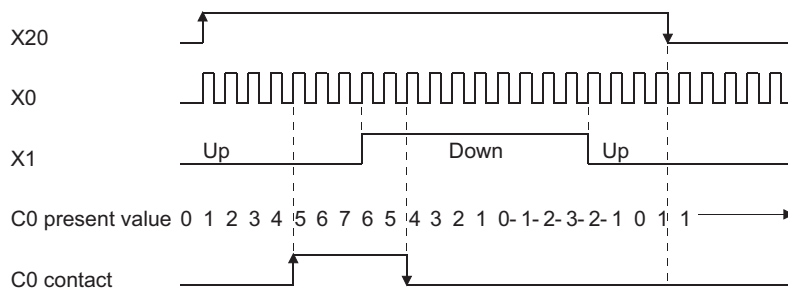 X20
X0
X1 Up Down Up
C0 present value 0 1 2 3 4 5 6 7 6 5 4 3 2 1 0- 1- 2- 3- 2- 1 0 1 1
C0 contact